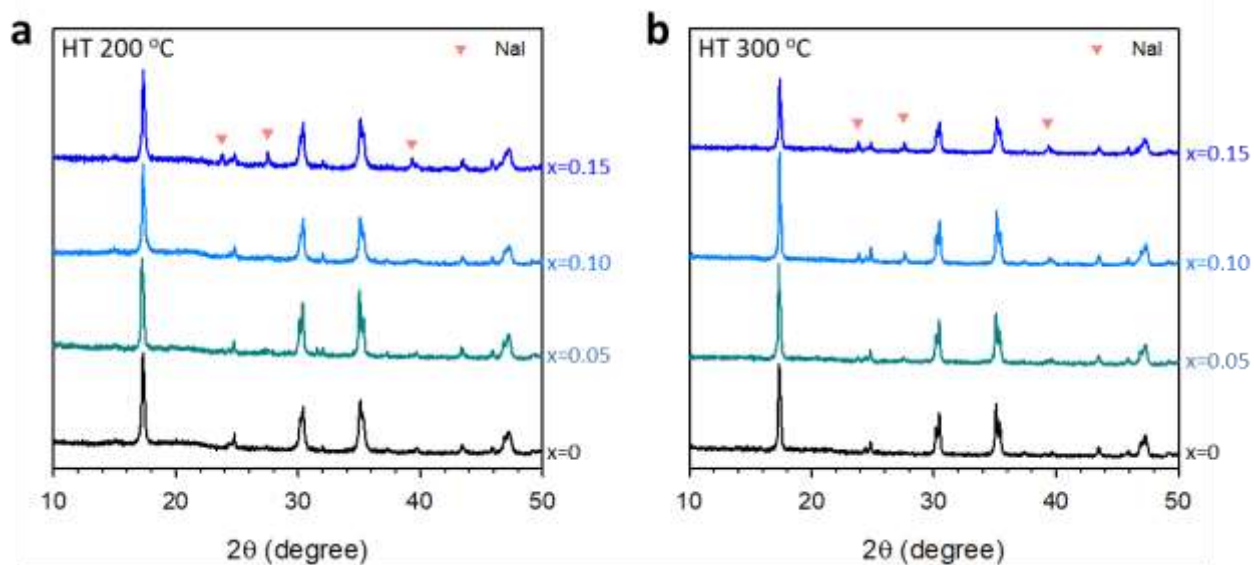 a
HT 200 °C
NaI
x=0.15
x=0.10
x=0.05
x=0
10 20 30 40 50
2θ (degree)
b
HT 300 °C
NaI
x=0.15
x=0.10
x=0.05
x=0
10 20 30 40 50
2θ (degree)